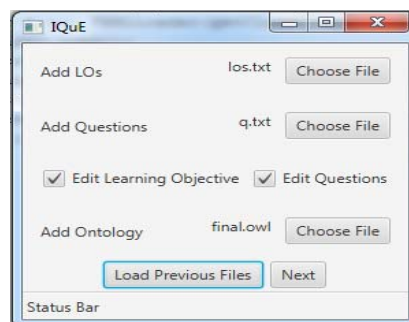 IQuE
Add LOs los.txt Choose File
Add Questions q.txt Choose File
Edit Learning Objective Edit Questions
Add Ontology final.owl Choose File
Load Previous Files Next
Status Bar